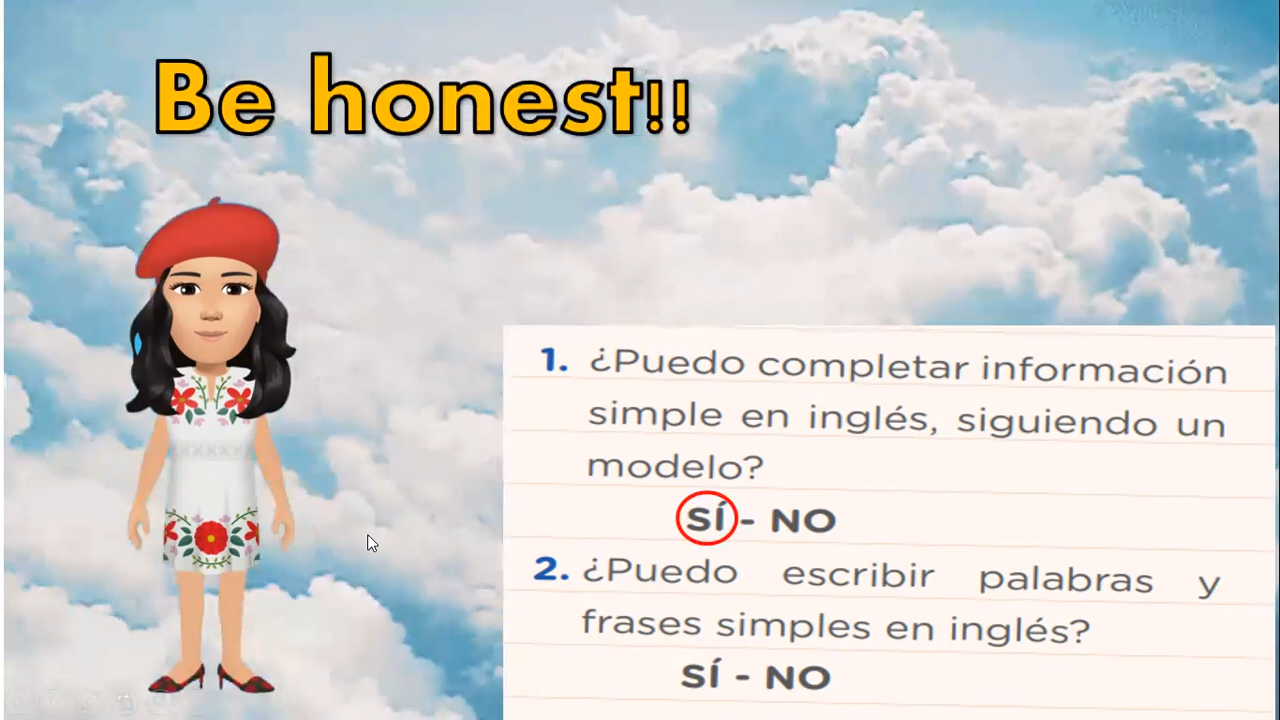 Be honest!!
1. ¿Puedo completar información
simple en inglés, siguiendo un
modelo?
SÍ - NO
2. ¿Puedo escribir palabras y
frases simples en inglés?
SÍ - NO